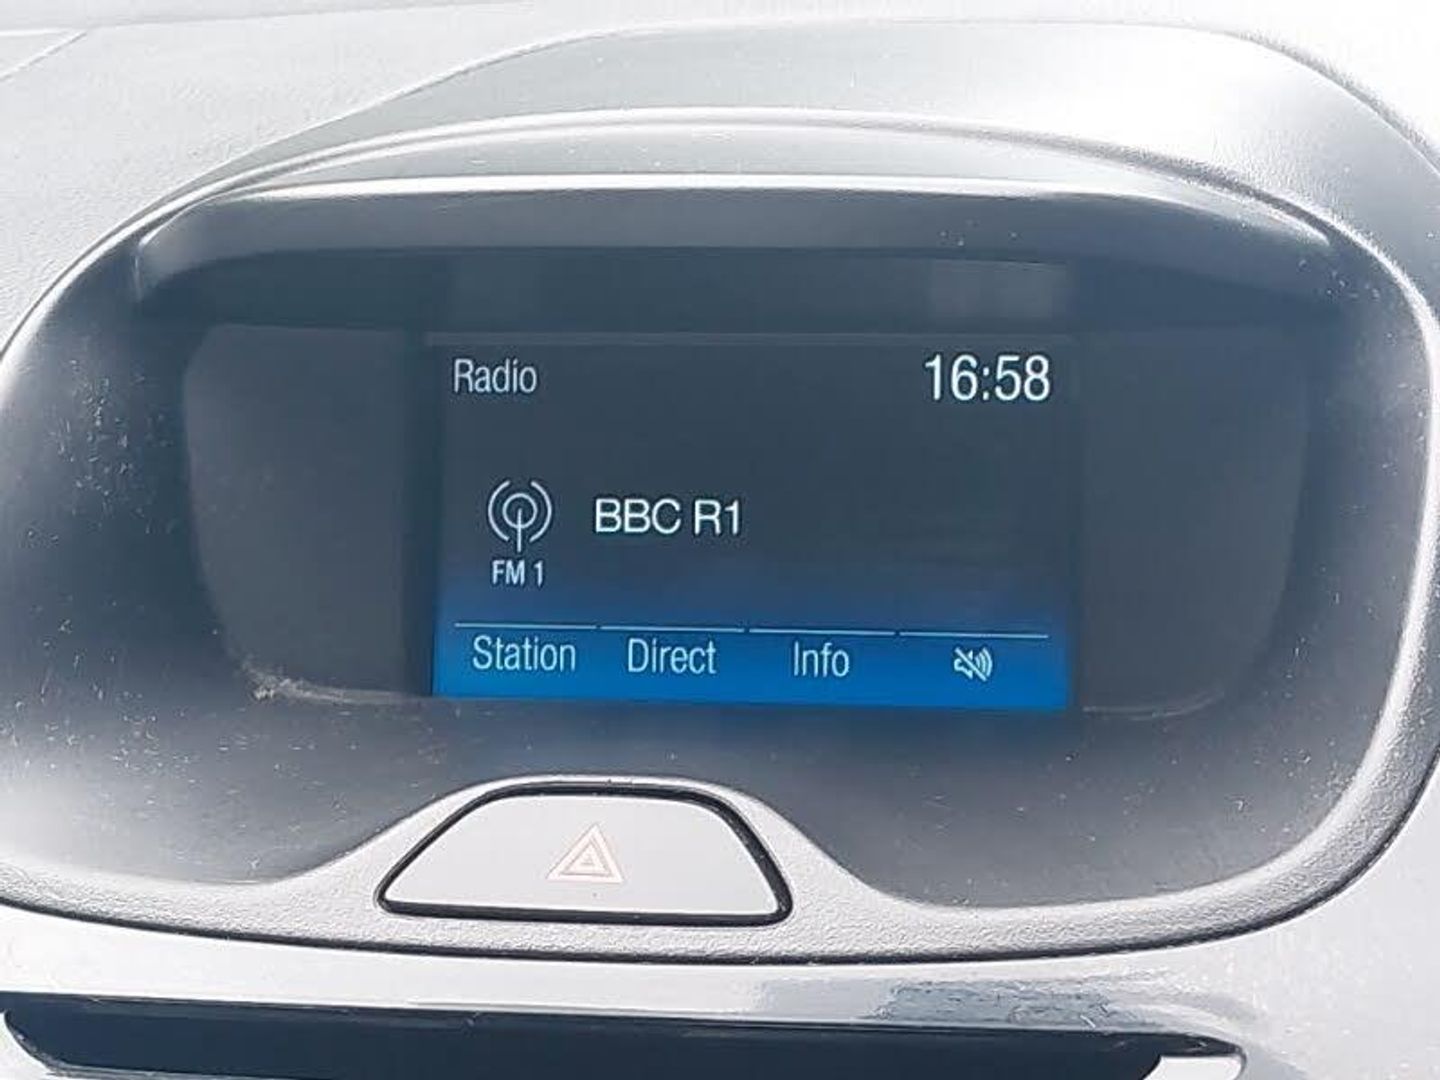 Radio 16:58
BBC R1
FM 1
Station Direct Info